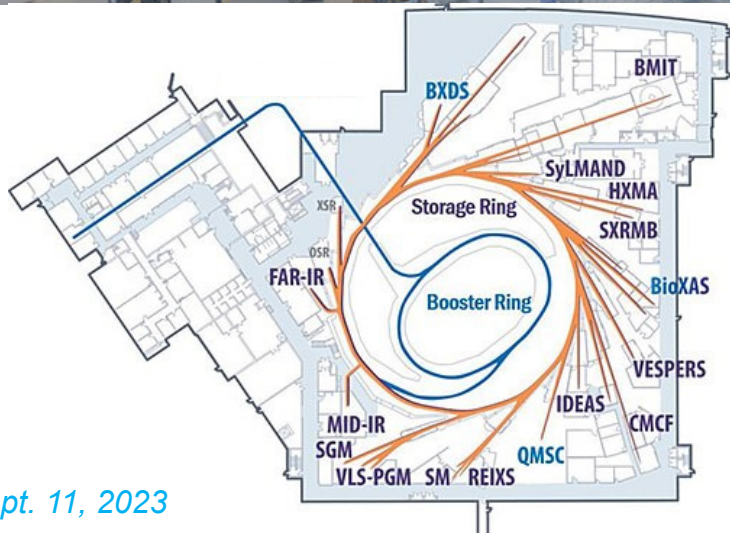 BXDS
BMIT
SyLMAND
HXMA
XSR
Storage Ring
SXRMB
OSR
FAR-IR
BioXAS
Booster Ring
VESPERS
IDEAS
CMCF
MID-IR
SGM
QMSC
VLS-PGM SM REIXS
pt. 11, 2023